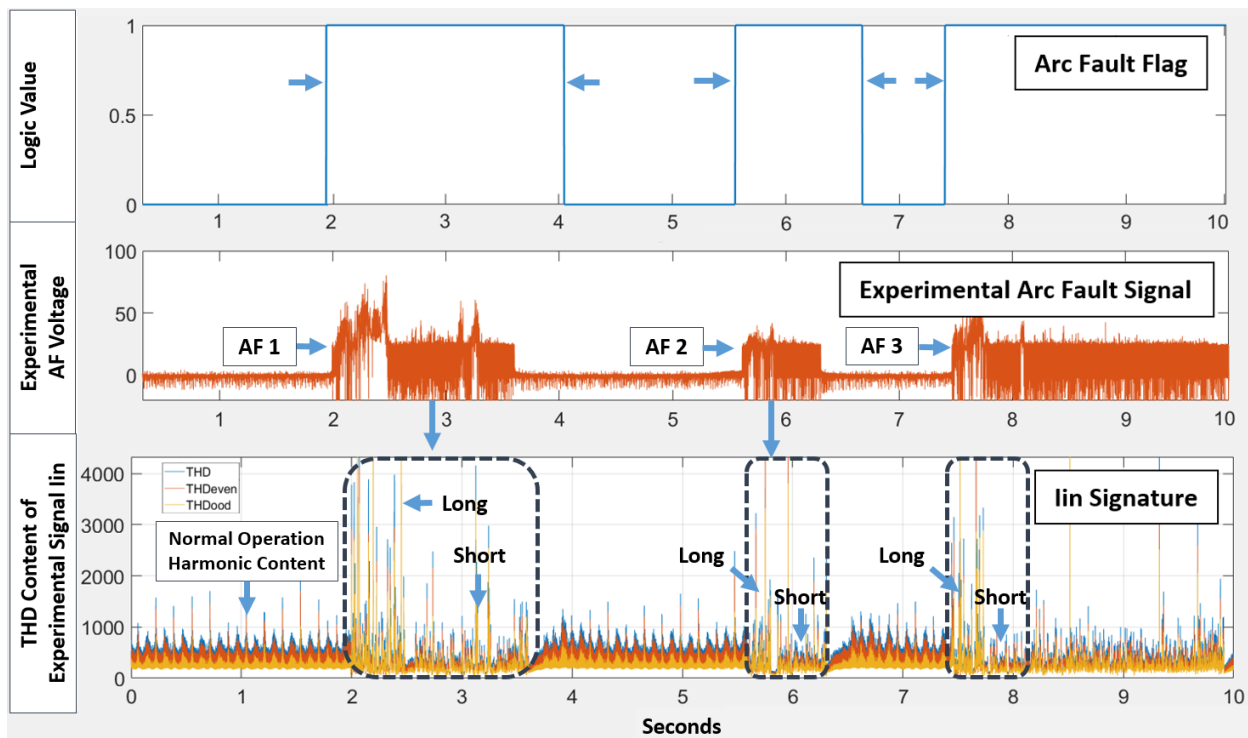 Logic Value
1
0.5
0
Arc Fault Flag
1 2 3 4 5 6 7 8 9 10
Experimental
AF Voltage
100
50
0
Experimental Arc Fault Signal
AF 1
AF 2
AF 3
1 2 3 4 5 6 7 8 9 10
THD Content of
Experimental Signal Iin
4000
3000
2000
1000
0
THD
THDeven
THDood
Normal Operation
Harmonic Content
Long
Short
Long
Short
Long
Short
Iin Signature
0 1 2 3 4 5 6 7 8 9 10
Seconds